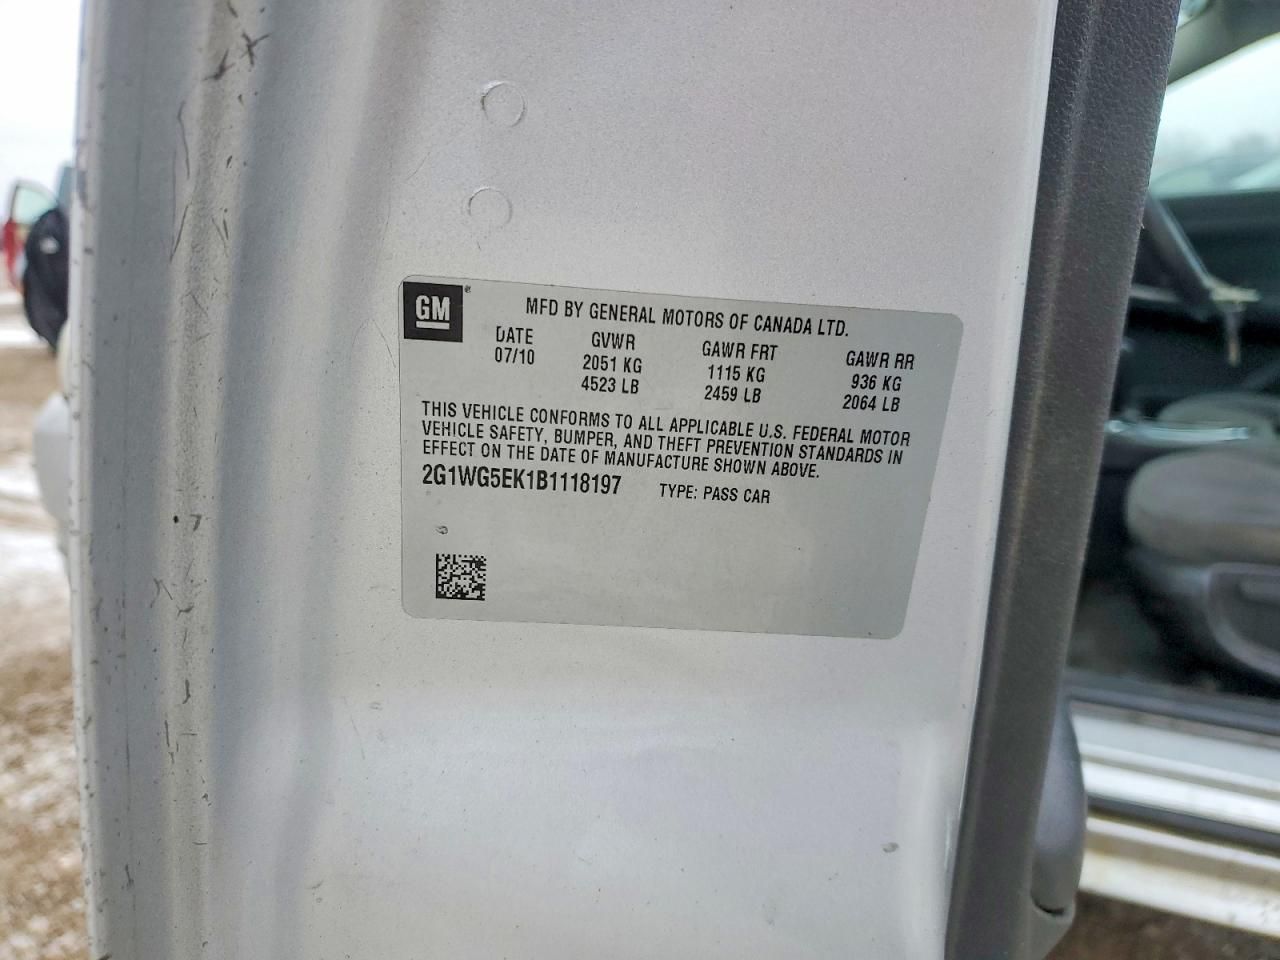 GM ®
MFD BY GENERAL MOTORS OF CANADA LTD.
DATE GVWR GAWR FRT GAWR RR
07/10 2051 KG 1115 KG 936 KG
4523 LB 2459 LB 2064 LB
THIS VEHICLE CONFORMS TO ALL APPLICABLE U.S. FEDERAL MOTOR
VEHICLE SAFETY, BUMPER, AND THEFT PREVENTION STANDARDS IN
EFFECT ON THE DATE OF MANUFACTURE SHOWN ABOVE.
2G1WG5EK1B1118197 TYPE: PASS CAR